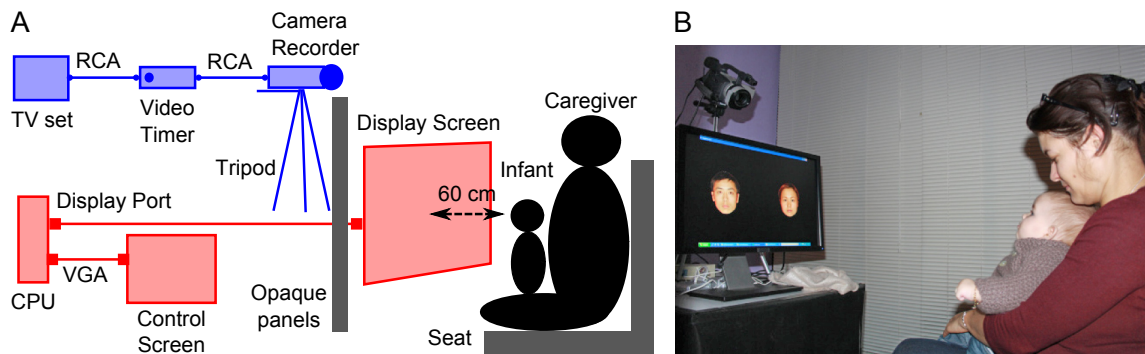 A
B
Camera
Recorder
RCA
RCA
TV set
Video
Timer
Tripod
Display Screen
Caregiver
Infant
60 cm
Display Port
VGA
CPU
Control
Screen
Opaque
panels
Seat